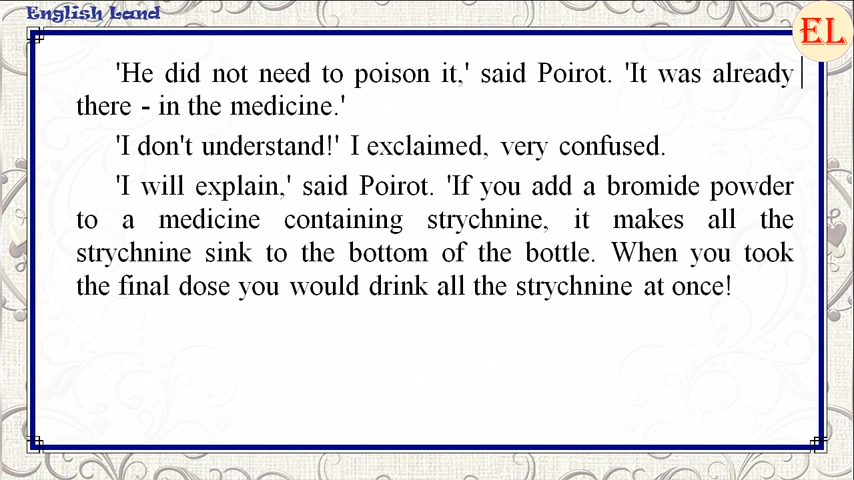 English Land
EL
'He did not need to poison it,' said Poirot. 'It was already
there - in the medicine.'
'I don't understand!' I exclaimed, very confused.
'I will explain,' said Poirot. 'If you add a bromide powder
to a medicine containing strychnine, it makes all the
strychnine sink to the bottom of the bottle. When you took
the final dose you would drink all the strychnine at once!